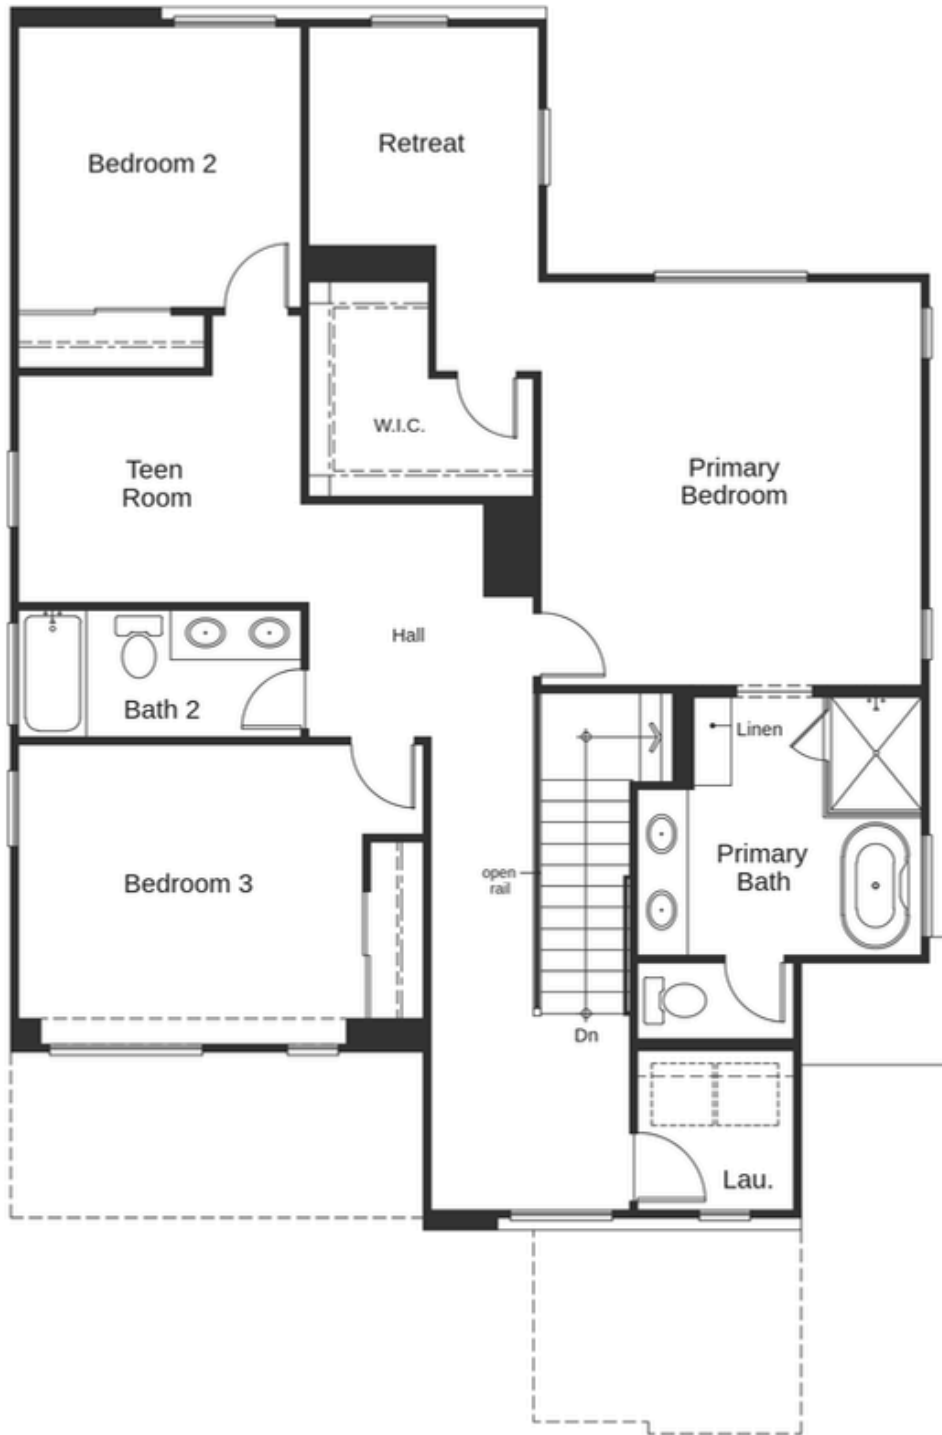 Retreat
Bedroom 2
W.I.C.
Teen
Room
Primary
Bedroom
Hall
Bath 2
Linen
Primary
Bath
open
rail
Bedroom 3
Dn
Lau.